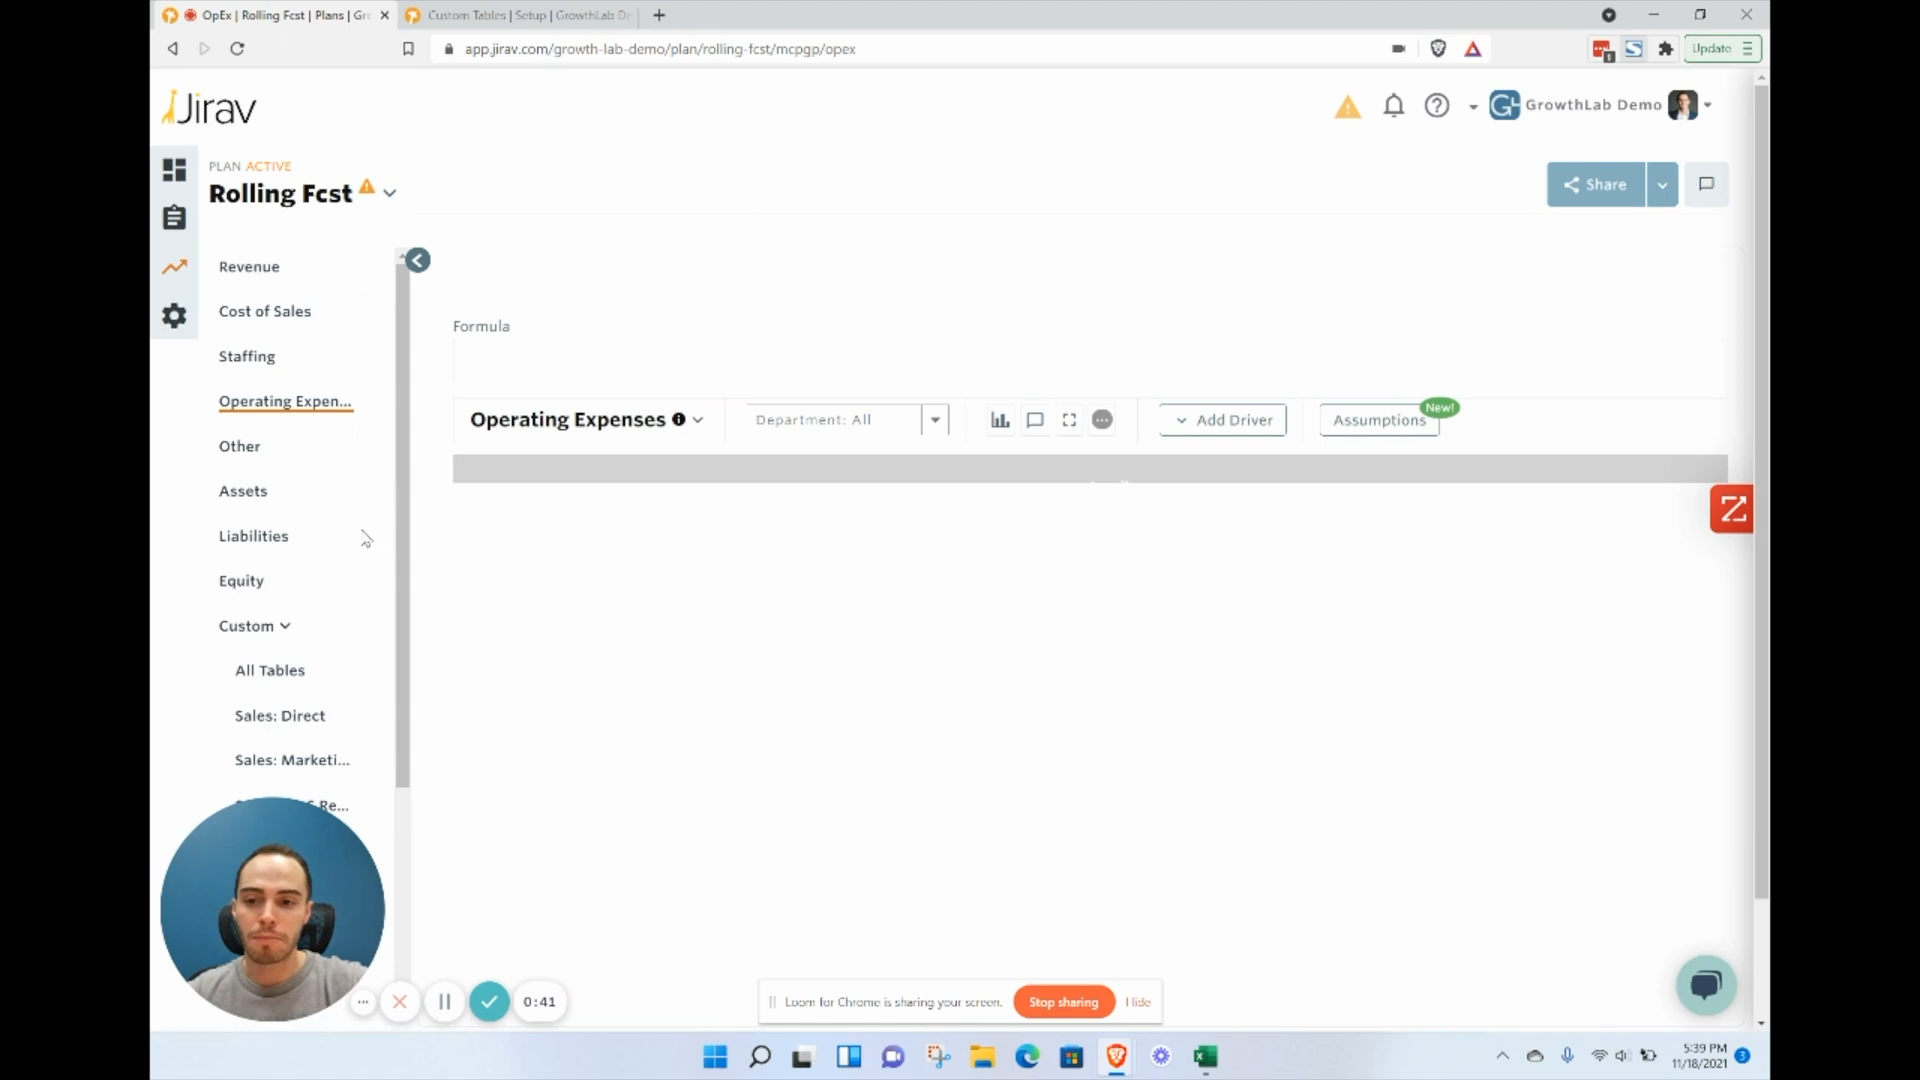 OpEx | Rolling Fcst | Plans | Gr
Custom Tables | Setup | GrowthLab De
app.jirav.com/growth-lab-demo/plan/rolling-fcst/mcpgp/opex
Update
Jirav
GrowthLab Demo
PLAN ACTIVE
Rolling Fcst
Share
Revenue
Cost of Sales
Staffing
Operating Expen...
Other
Assets
Liabilities
Equity
Custom
All Tables
Sales: Direct
Sales: Marketi...
Re...
Formula
Operating Expenses
Department: All
Add Driver
Assumptions
New!
0:41
Loom for Chrome is sharing your screen.
Stop sharing
Hide
5:39 PM
11/18/2021
3